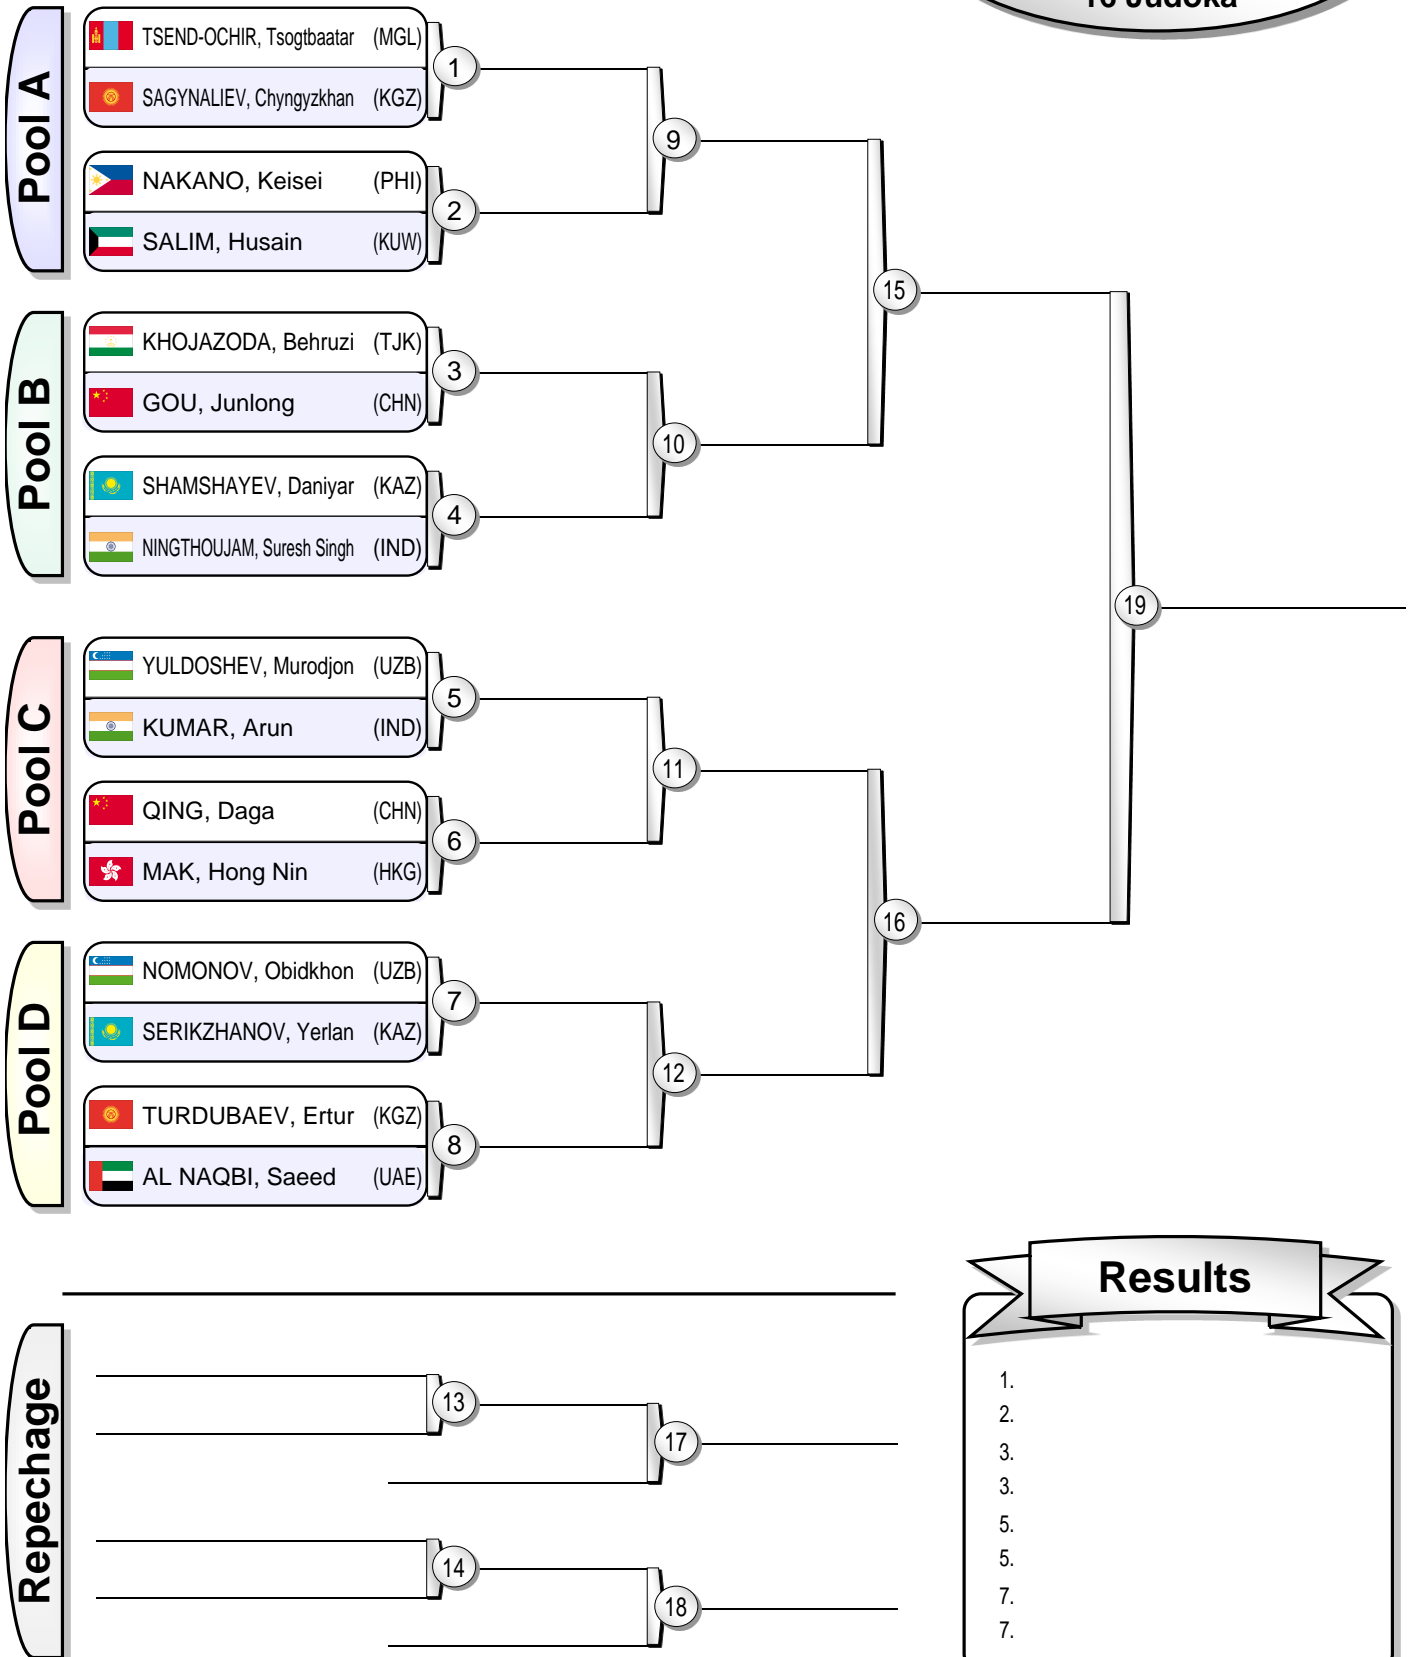 16 Judoka
Pool A
TSEND-OCHIR, Tsogtbaatar (MGL)
1
SAGYNALIEV, Chyngyzkhan (KGZ)
9
NAKANO, Keisei (PHI)
2
SALIM, Husain (KUW)
15
Pool B
KHOJAZODA, Behruzi (TJK)
3
GOU, Junlong (CHN)
10
SHAMSHAYEV, Daniyar (KAZ)
4
NINGTHOUJAM, Suresh Singh (IND)
19
Pool C
YULDOSHEV, Murodjon (UZB)
5
KUMAR, Arun (IND)
11
QING, Daga (CHN)
6
MAK, Hong Nin (HKG)
16
Pool D
NOMONOV, Obidkhon (UZB)
7
SERIKZHANOV, Yerlan (KAZ)
12
TURDUBAEV, Ertur (KGZ)
8
AL NAQBI, Saeed (UAE)
Repechage
13
17
14
18
Results
1.
2.
3.
3.
5.
5.
7.
7.